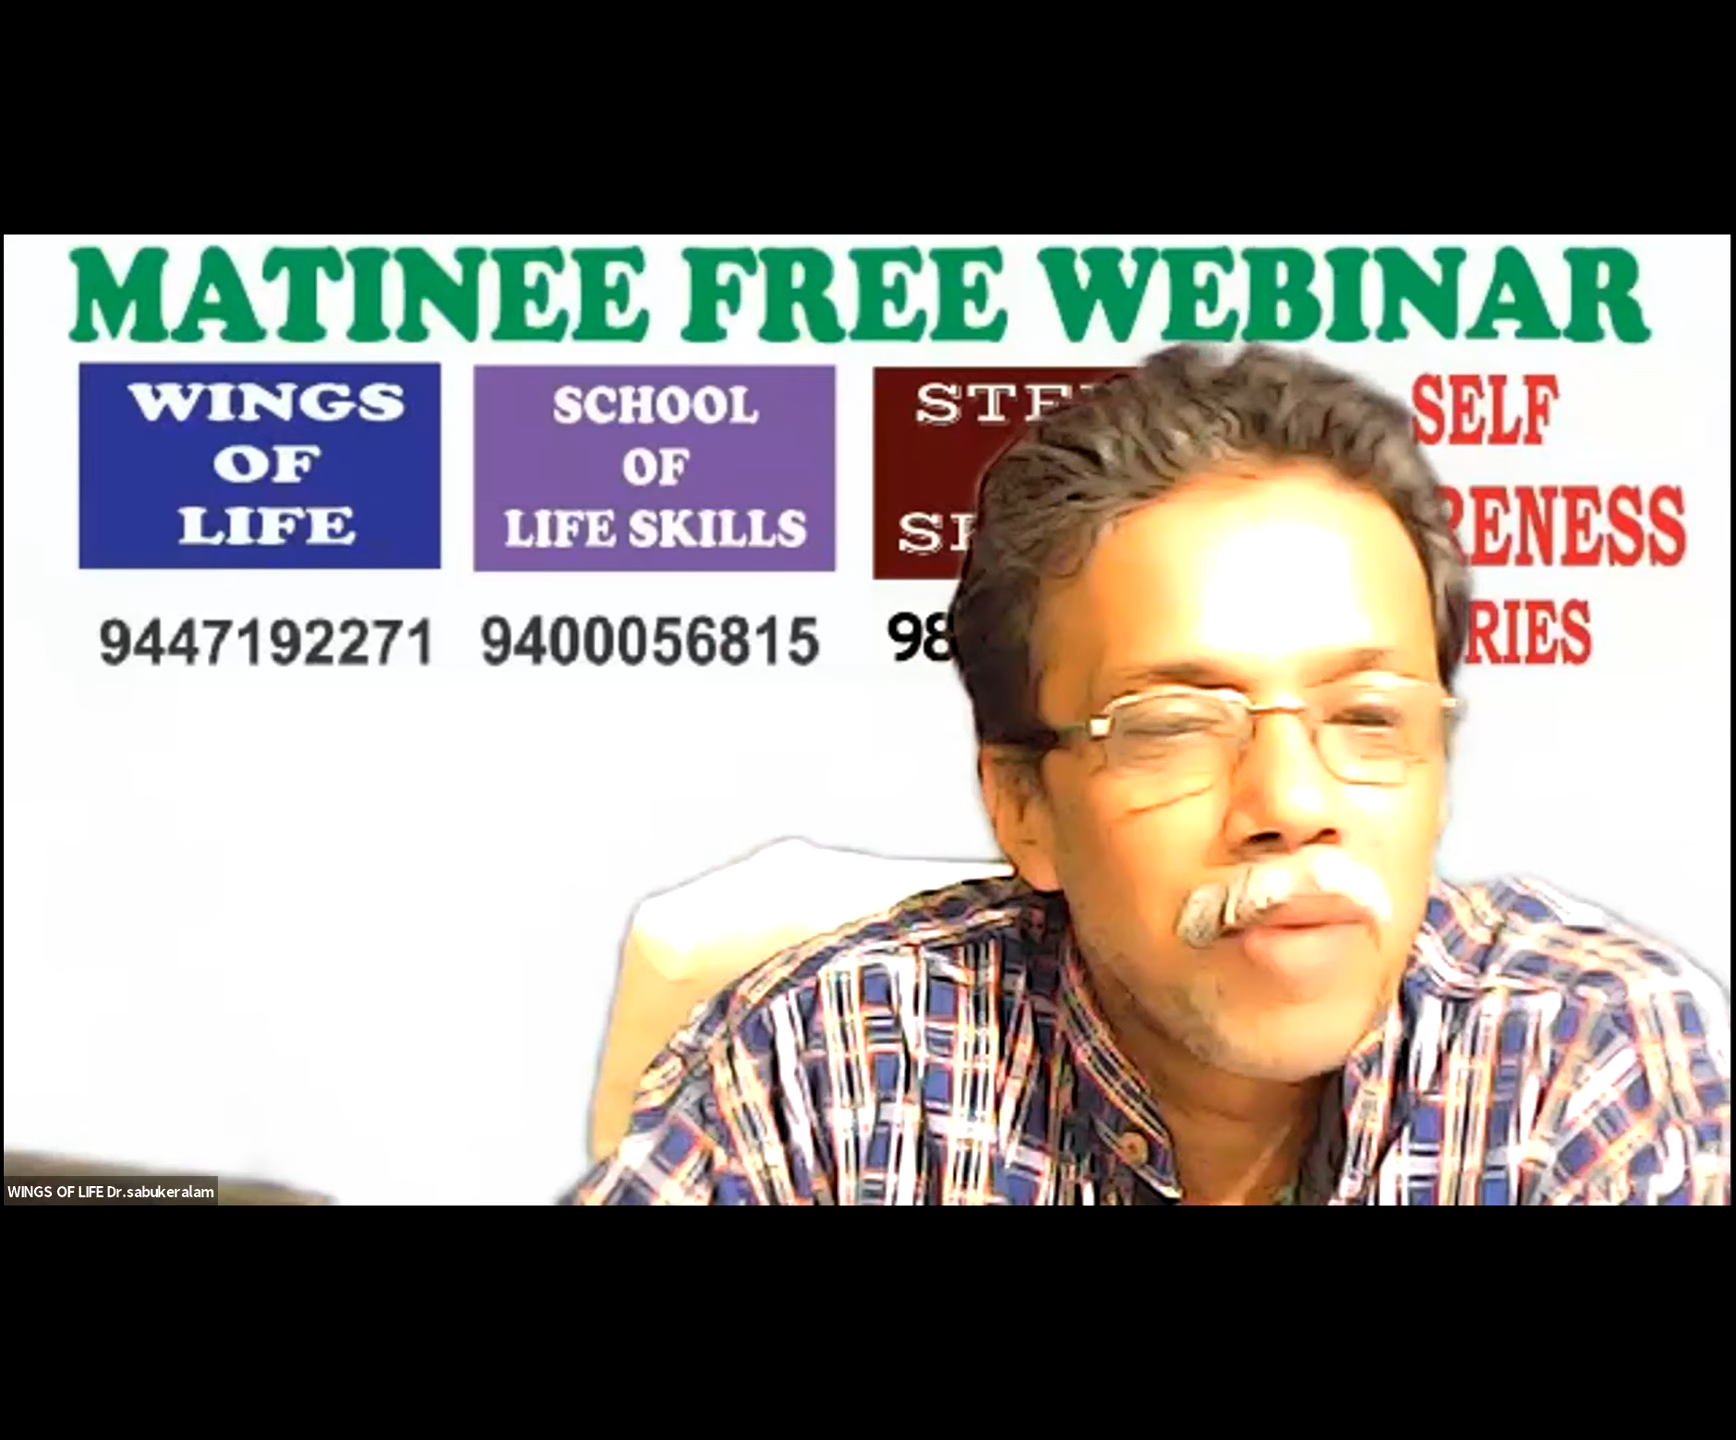 MATINEE FREE WEBINAR
WINGS
OF
LIFE
SCHOOL
OF
LIFE SKILLS
SELF
9447192271
9400056815
WINGS OF LIFE Dr.sabukeralam